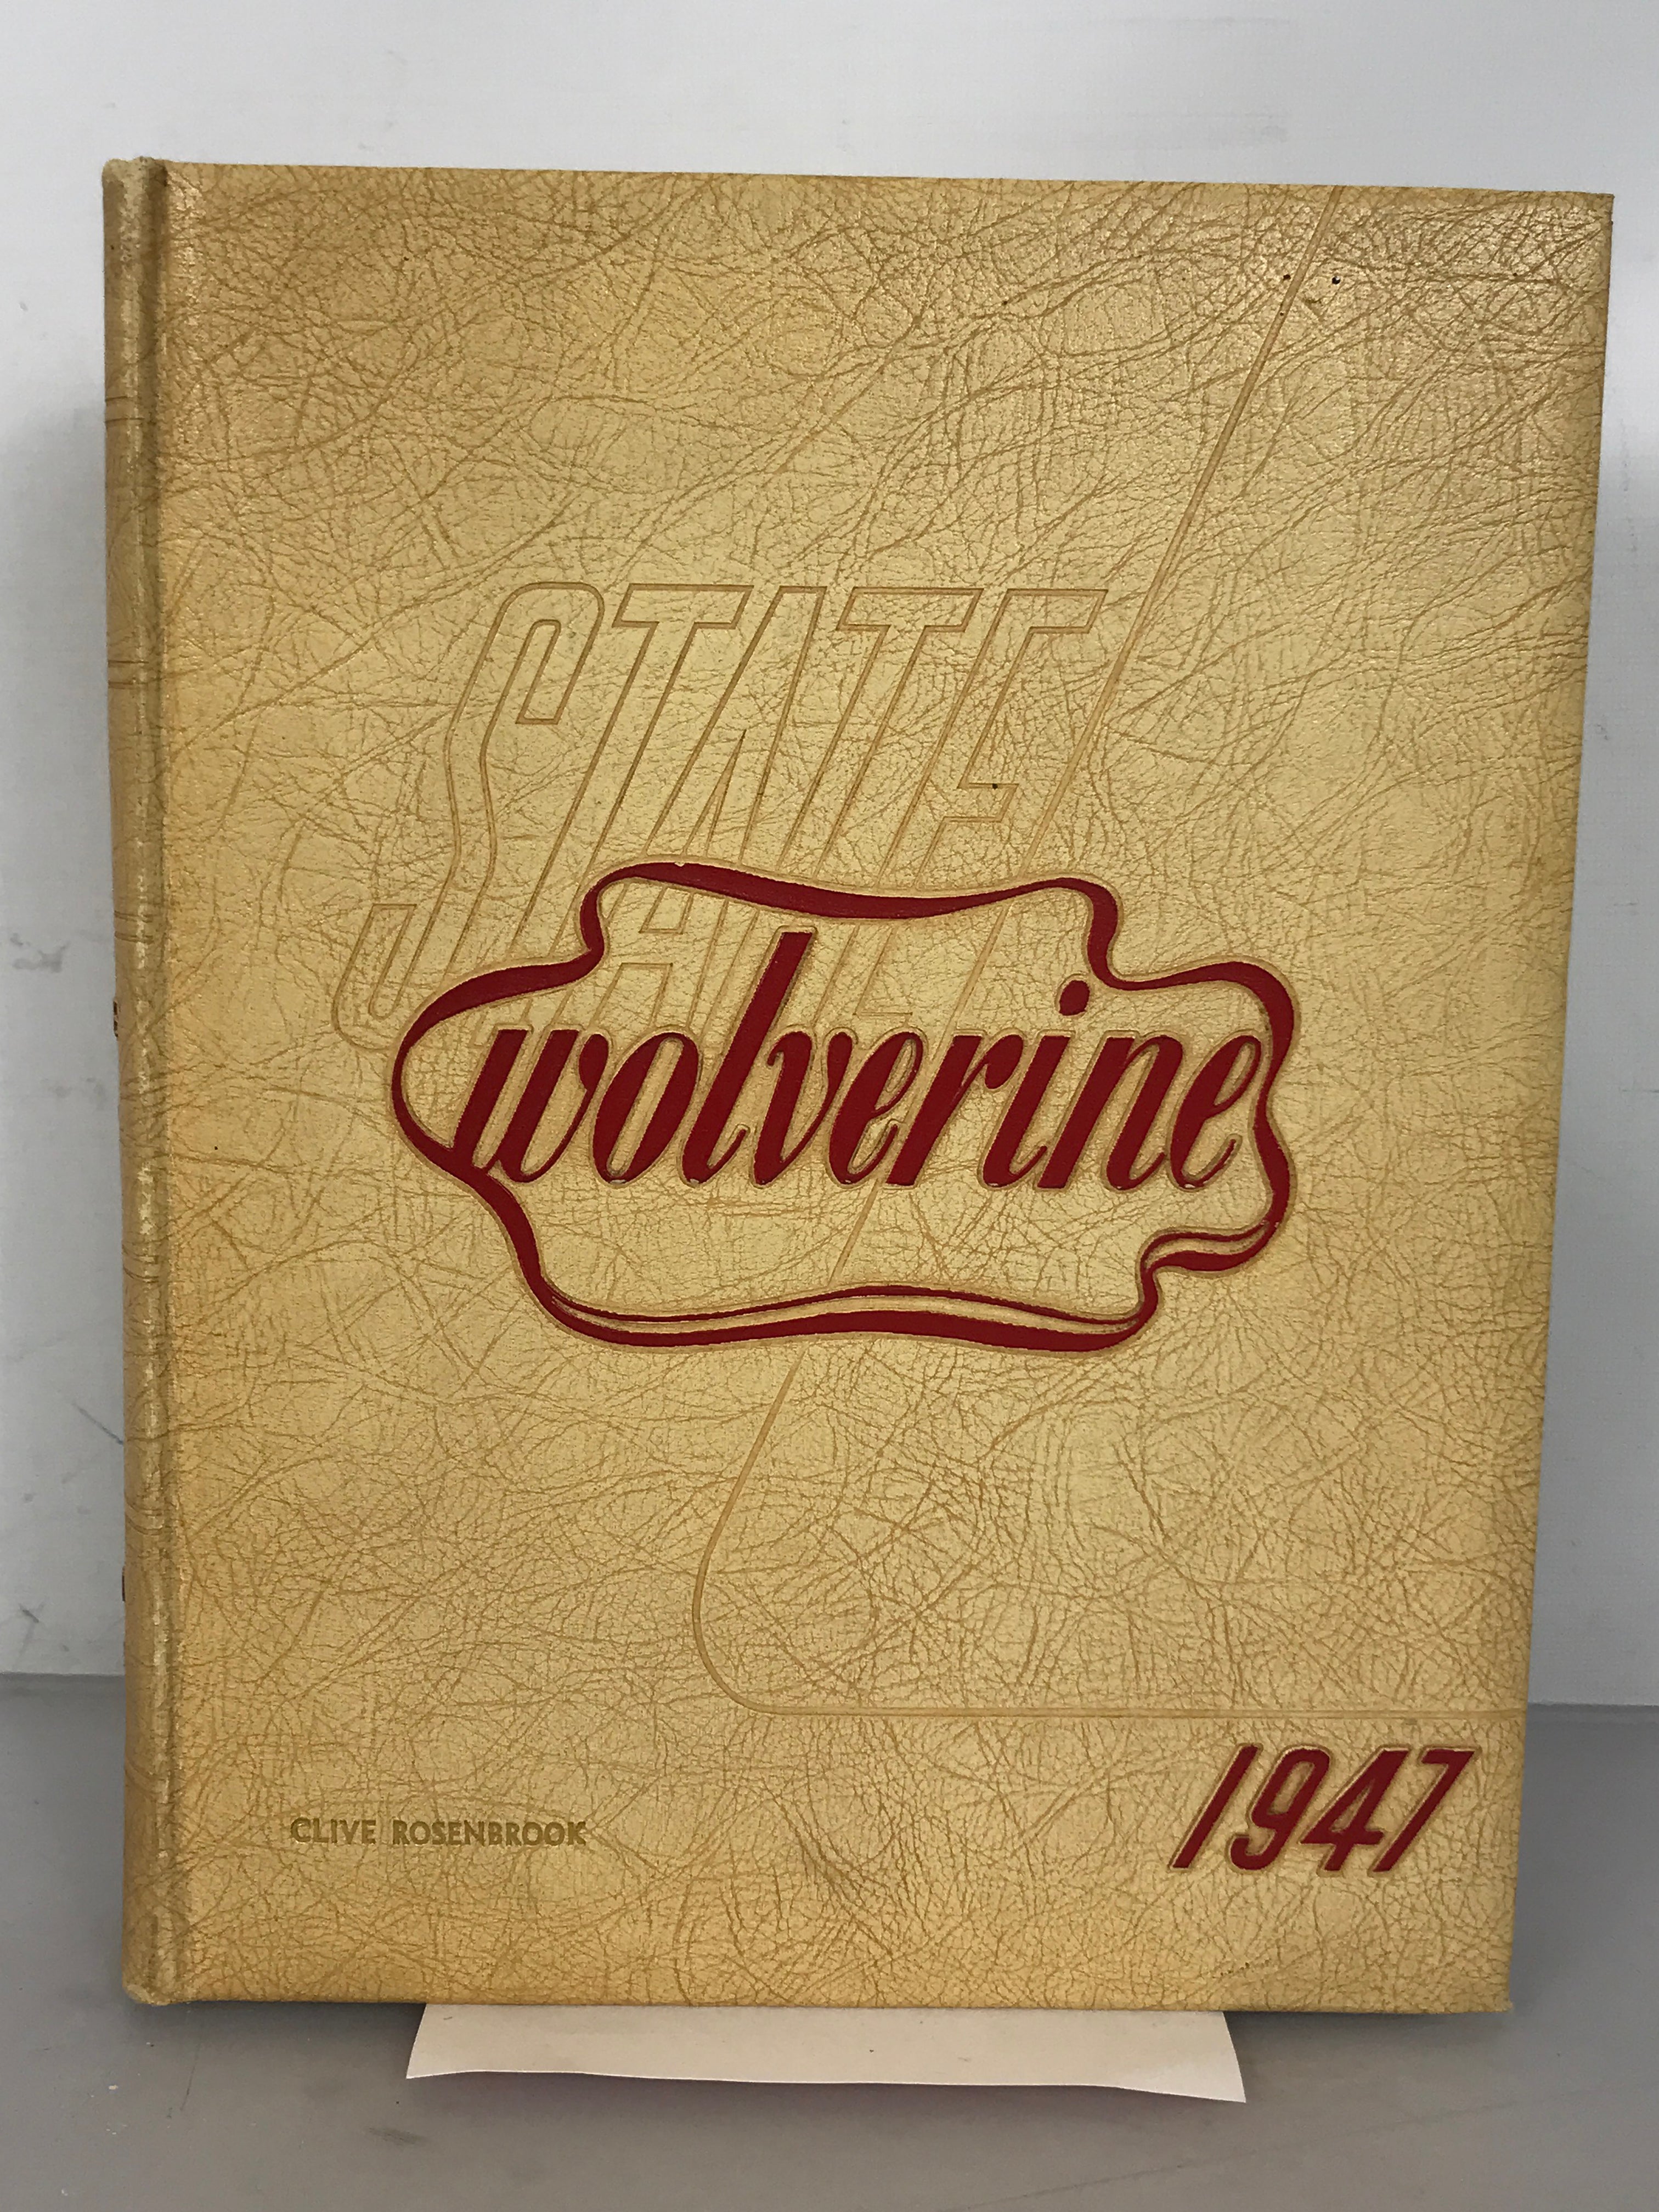 STATE
wolverine
1947
CLIVE ROSENBROOK